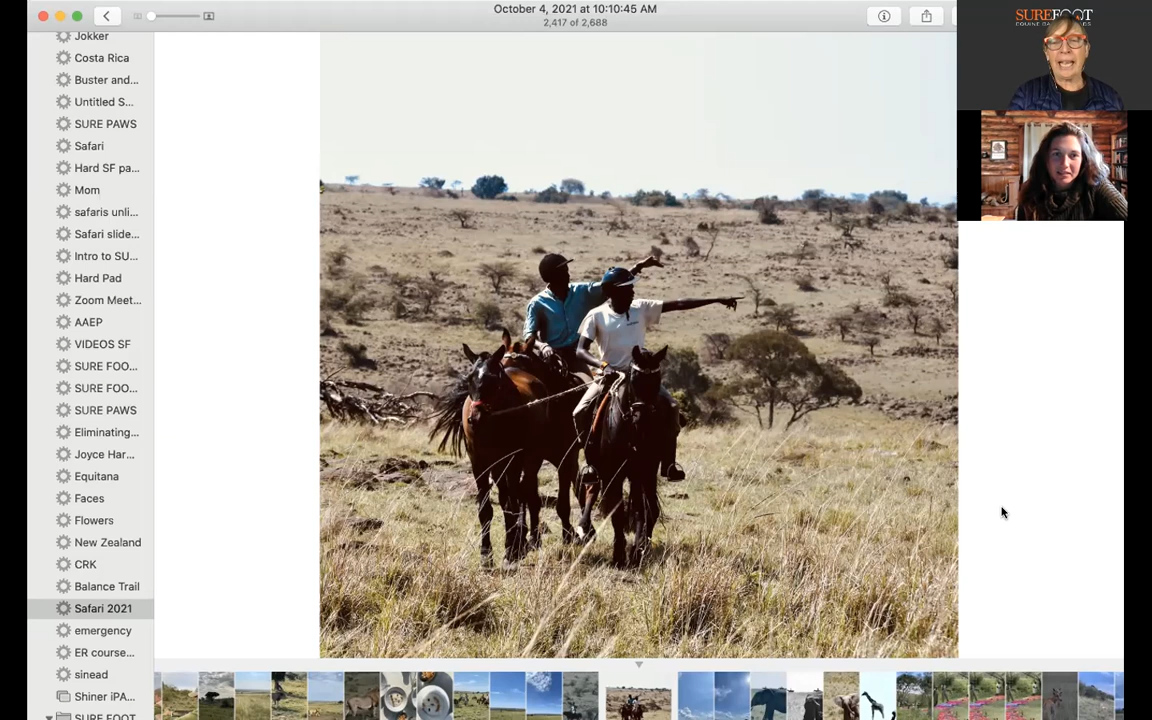 October 4, 2021 at 10:10:45 AM
2,417 of 2,688
SUREFOOT
Jokker
Costa Rica
Buster and...
Untitled S...
SURE PAWS
Safari
Hard SF pa...
Mom
safaris unli...
Safari slide...
Intro to SU...
Hard Pad
Zoom Meet...
AAEP
VIDEOS SF
SURE FOO...
SURE FOO...
SURE PAWS
Eliminating...
Joyce Har...
Equitana
Faces
Flowers
New Zealand
CRK
Balance Trail
Safari 2021
emergency
ER course...
sinead
Shiner iPA...
SURE FOOT